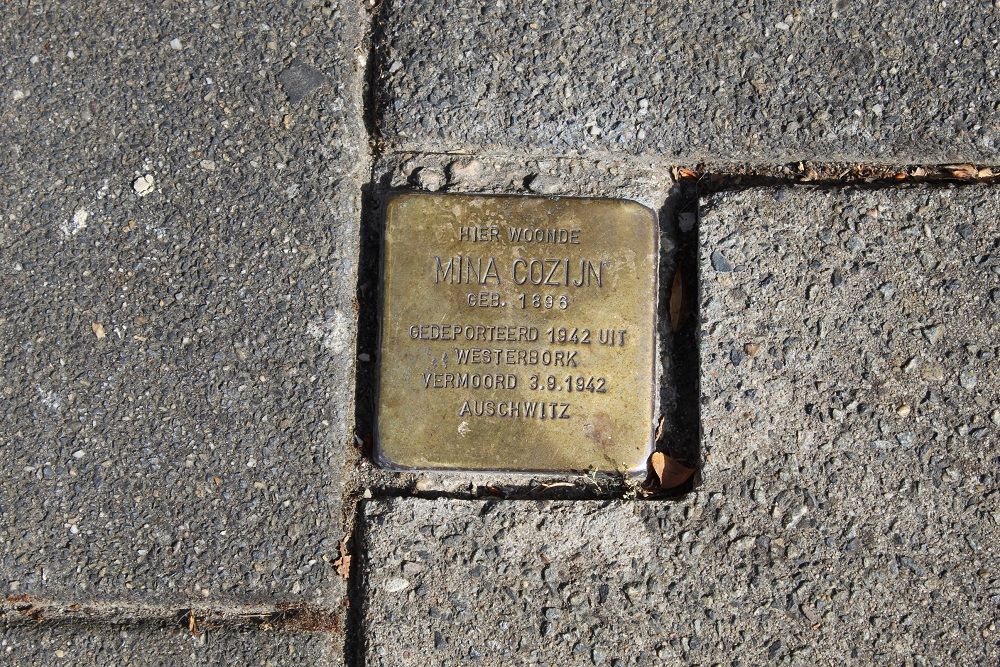 HIER WOONDE
MINA COZIJN
GEB. 1896
GEDEPORTEERD 1942 UIT
WESTERBORK
VERMOORD 3.9.1942
AUSCHWITZ